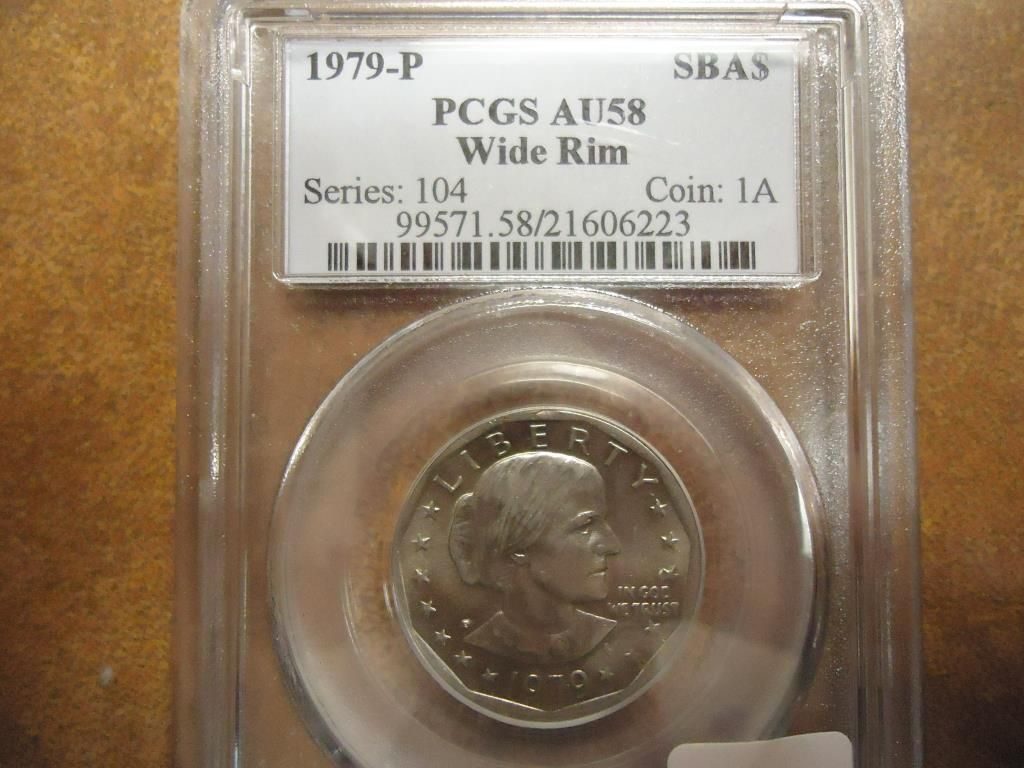 1979-P SBA$
PCGS AU58
Wide Rim
Series: 104 Coin: 1A
99571.58/21606223
LIBERTY
IN GOD
WE TRUST
P
1979